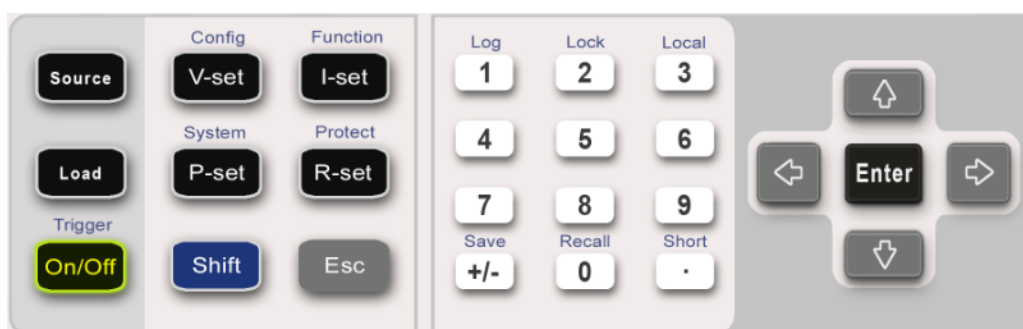 Config Function Log Lock Local
Source V-set I-set 1 2 3
System Protect 4 5 6
Load P-set R-set Enter
Trigger 7 8 9
Save Recall Short
On/Off Shift Esc +/- 0 .